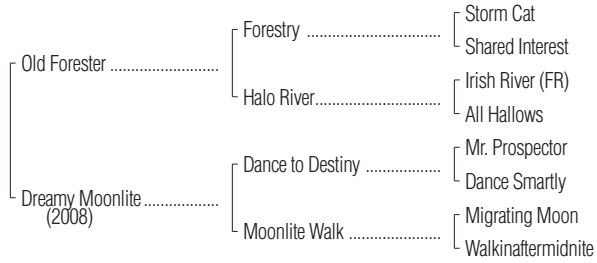 Storm Cat
Forestry ..............................
Shared Interest
Old Forester ........................
Irish River (FR)
Halo River............................
All Hallows
Mr. Prospector
Dance to Destiny .................
Dance Smartly
Dreamy Moonlite .................
(2008)
Migrating Moon
Moonlite Walk .....................
Walkinaftermidnite